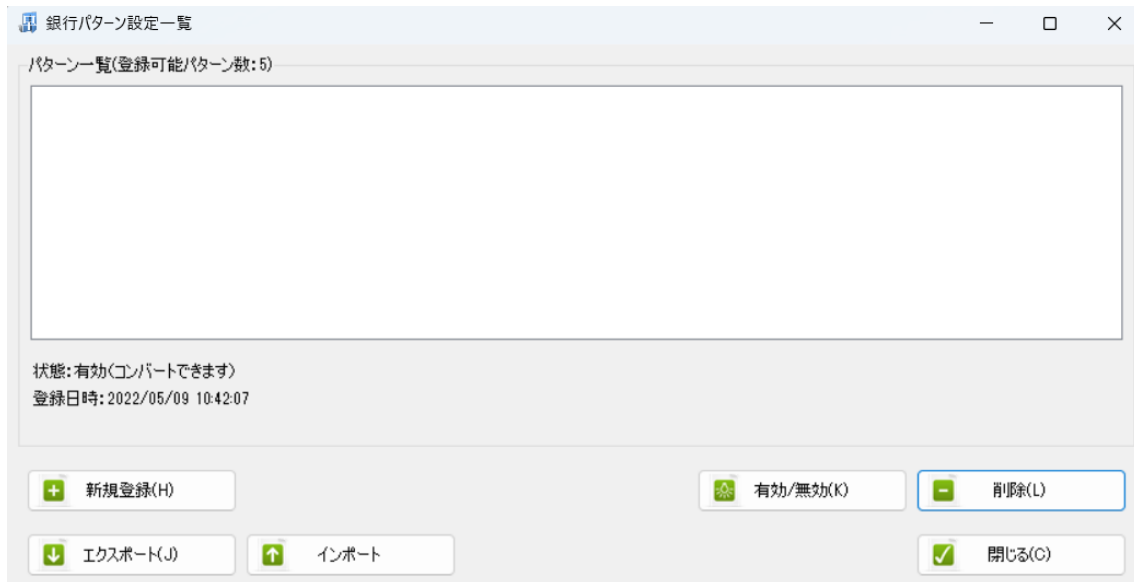 銀行パターン設定一覧
パターン一覧(登録可能パターン数:5)
状態:有効(コンバートできます)
登録日時:2022/05/09 10:42:07
新規登録(H)
有効/無効(K)
削除(L)
エクスポート(J)
インポート
閉じる(C)